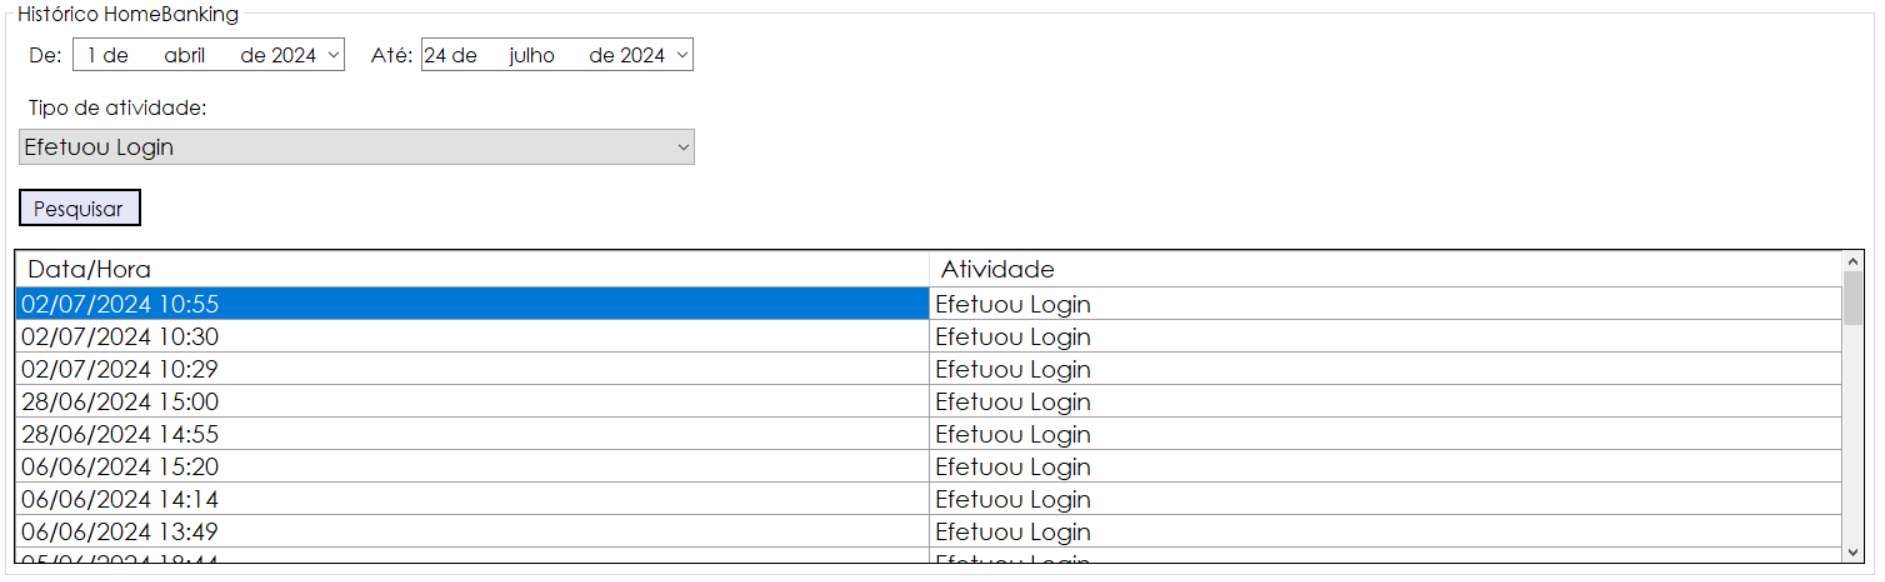 Histórico HomeBanking
De: 1 de abril de 2024 Até: 24 de julho de 2024
Tipo de atividade:
Efetuou Login
Pesquisar
Data/Hora Atividade
02/07/2024 10:55 Efetuou Login
02/07/2024 10:30 Efetuou Login
02/07/2024 10:29 Efetuou Login
28/06/2024 15:00 Efetuou Login
28/06/2024 14:55 Efetuou Login
06/06/2024 15:20 Efetuou Login
06/06/2024 14:14 Efetuou Login
06/06/2024 13:49 Efetuou Login
Efetuou Login